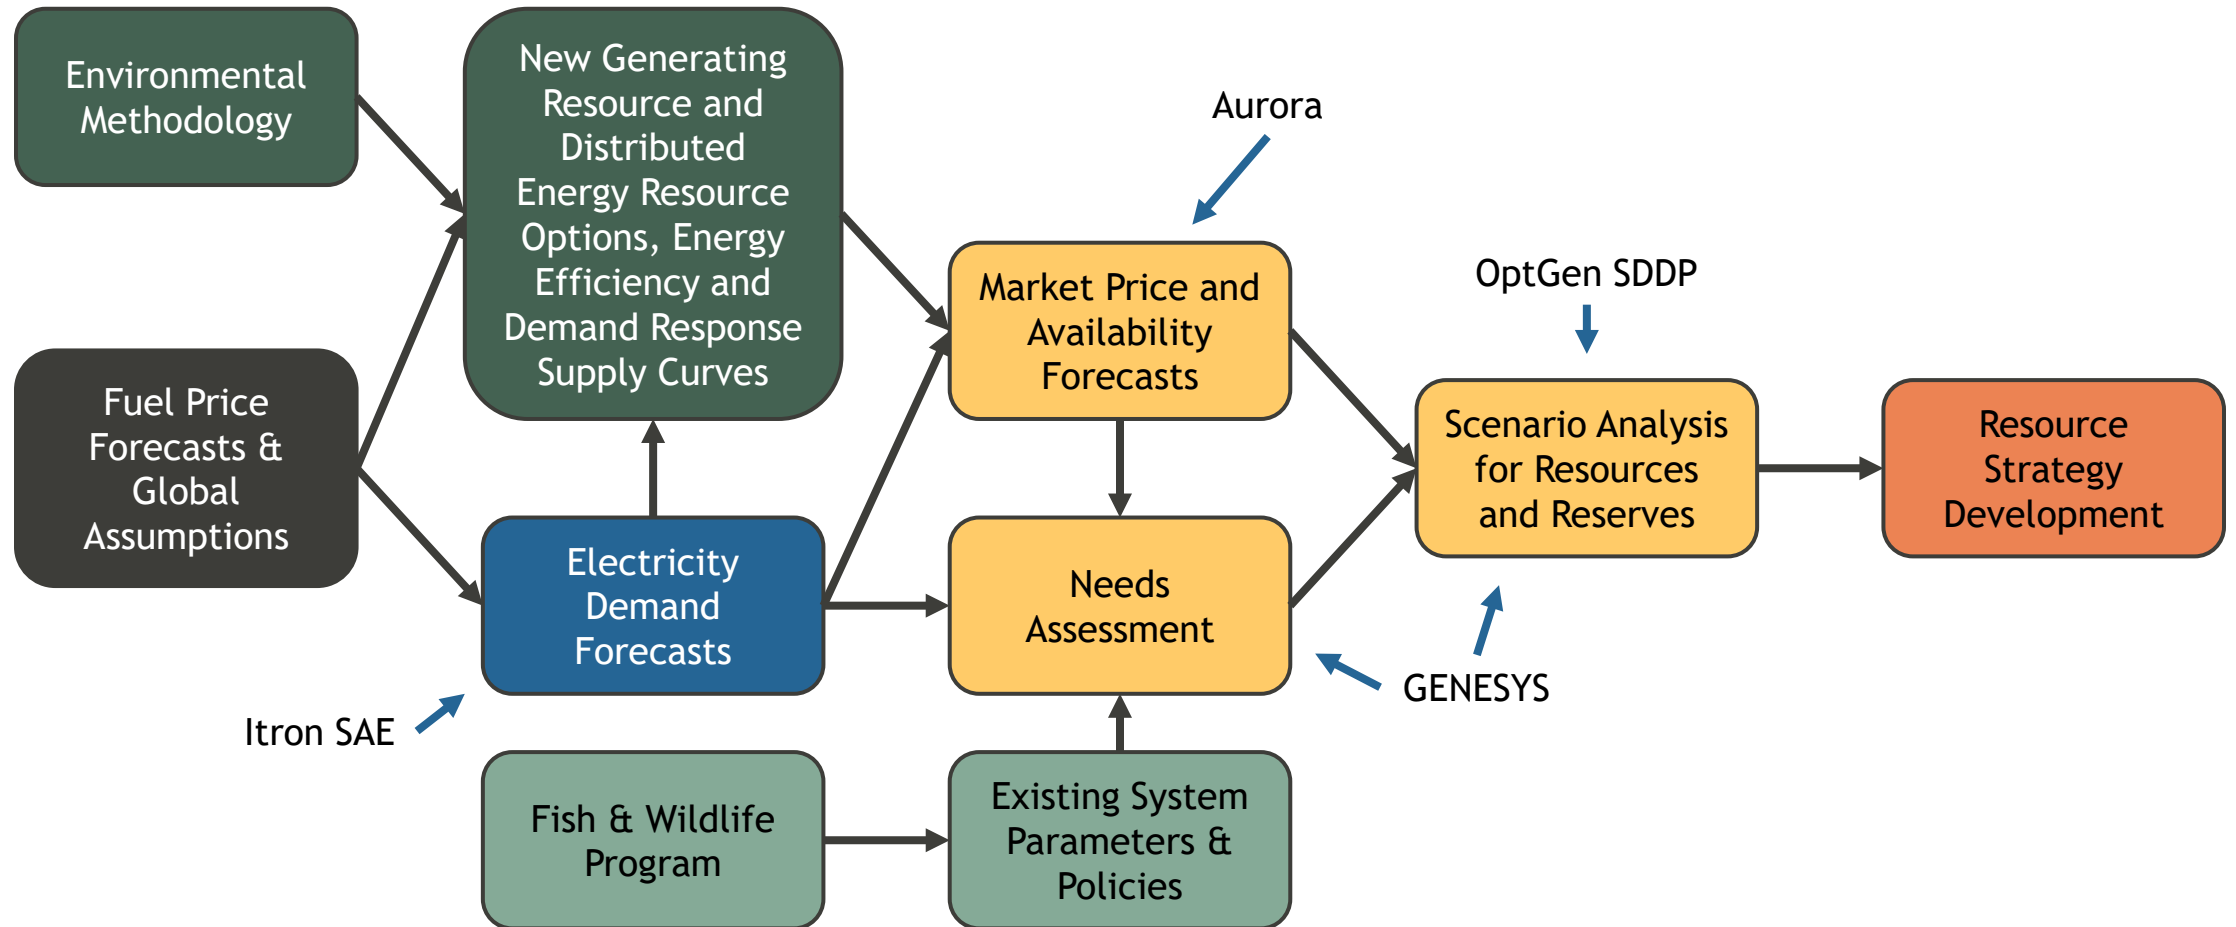 Environmental
Methodology
New Generating
Resource and
Distributed
Energy Resource
Options, Energy
Efficiency and
Demand Response
Supply Curves
Aurora
Market Price and
Availability
Forecasts
OptGen SDDP
Fuel Price
Forecasts &
Global
Assumptions
Scenario Analysis
for Resources
and Reserves
Resource
Strategy
Development
Electricity
Demand
Forecasts
Needs
Assessment
GENESYS
Itron SAE
Fish & Wildlife
Program
Existing System
Parameters &
Policies